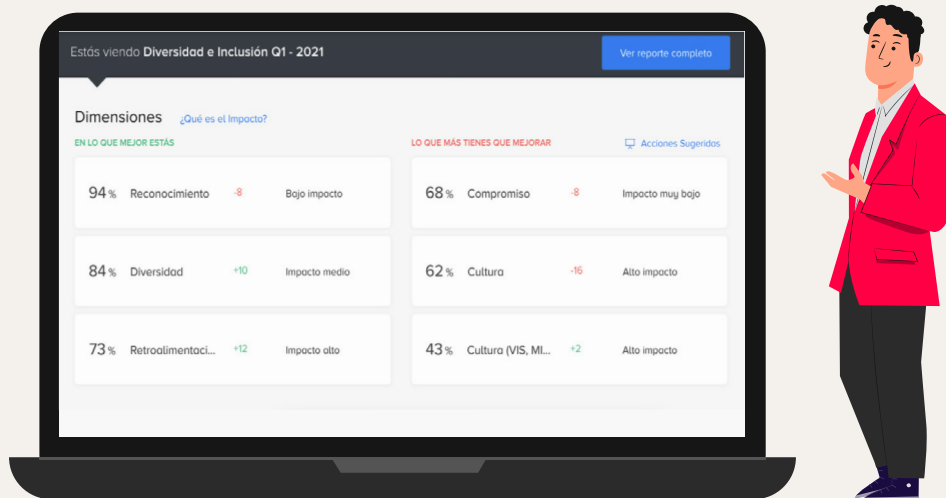 Estás viendo Diversidad e Inclusión Q1 - 2021
Ver reporte completo
Dimensiones ¿Qué es el Impacto?
EN LO QUE MEJOR ESTÁS
94% Reconocimiento -8 Bajo impacto
84% Diversidad +10 Impacto medio
73% Retroalimentaci... +12 Impacto alto
LO QUE MÁS TIENES QUE MEJORAR
Acciones Sugeridas
68% Compromiso -8 Impacto muy bajo
62% Cultura -16 Alto impacto
43% Cultura (VIS, MI... +2 Alto impacto